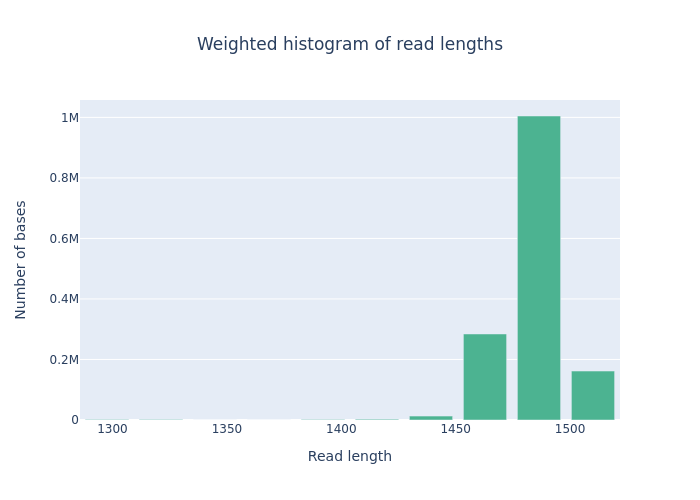 Weighted histogram of read lengths
1M
0.8M
0.6M
0.4M
0.2M
0
Number of bases
1300 1350 1400 1450 1500
Read length